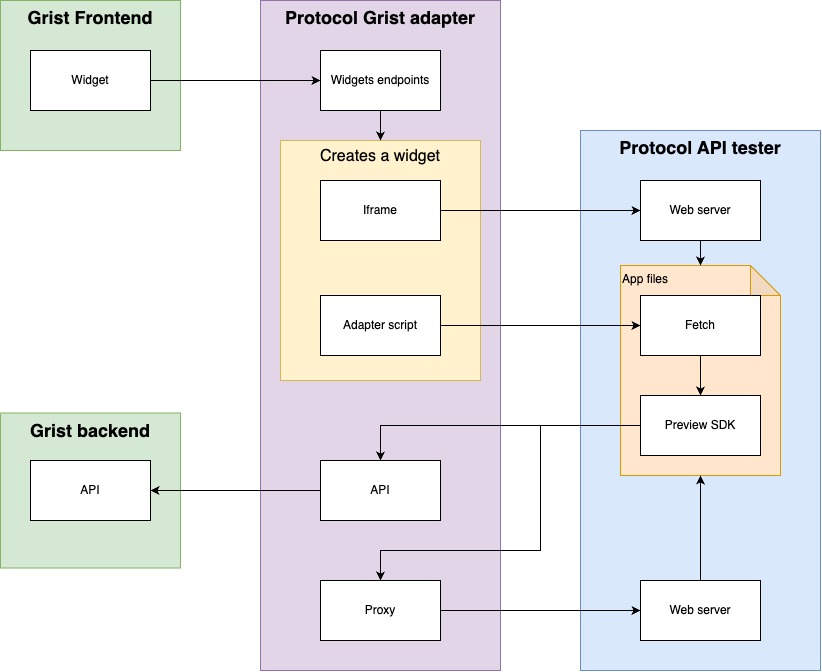 Grist Frontend
Widget
Protocol Grist adapter
Widgets endpoints
Creates a widget
Iframe
Adapter script
Protocol API tester
Web server
App files
Fetch
Preview SDK
Grist backend
API
API
Proxy
Web server